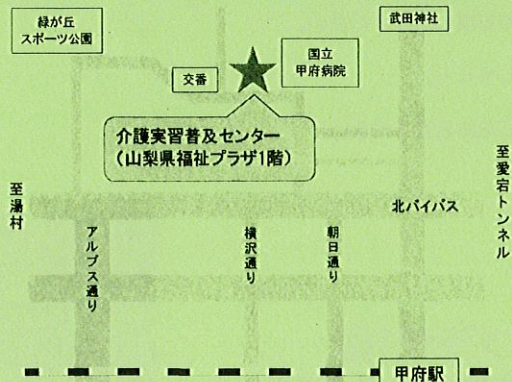 緑が丘
スポーツ公園
武田神社
国立
甲府病院
交番
介護実習普及センター
(山梨県福祉プラザ1階)
至湯村
至愛宕トンネル
北バイパス
アルプス通り
横沢通り
朝日通り
甲府駅